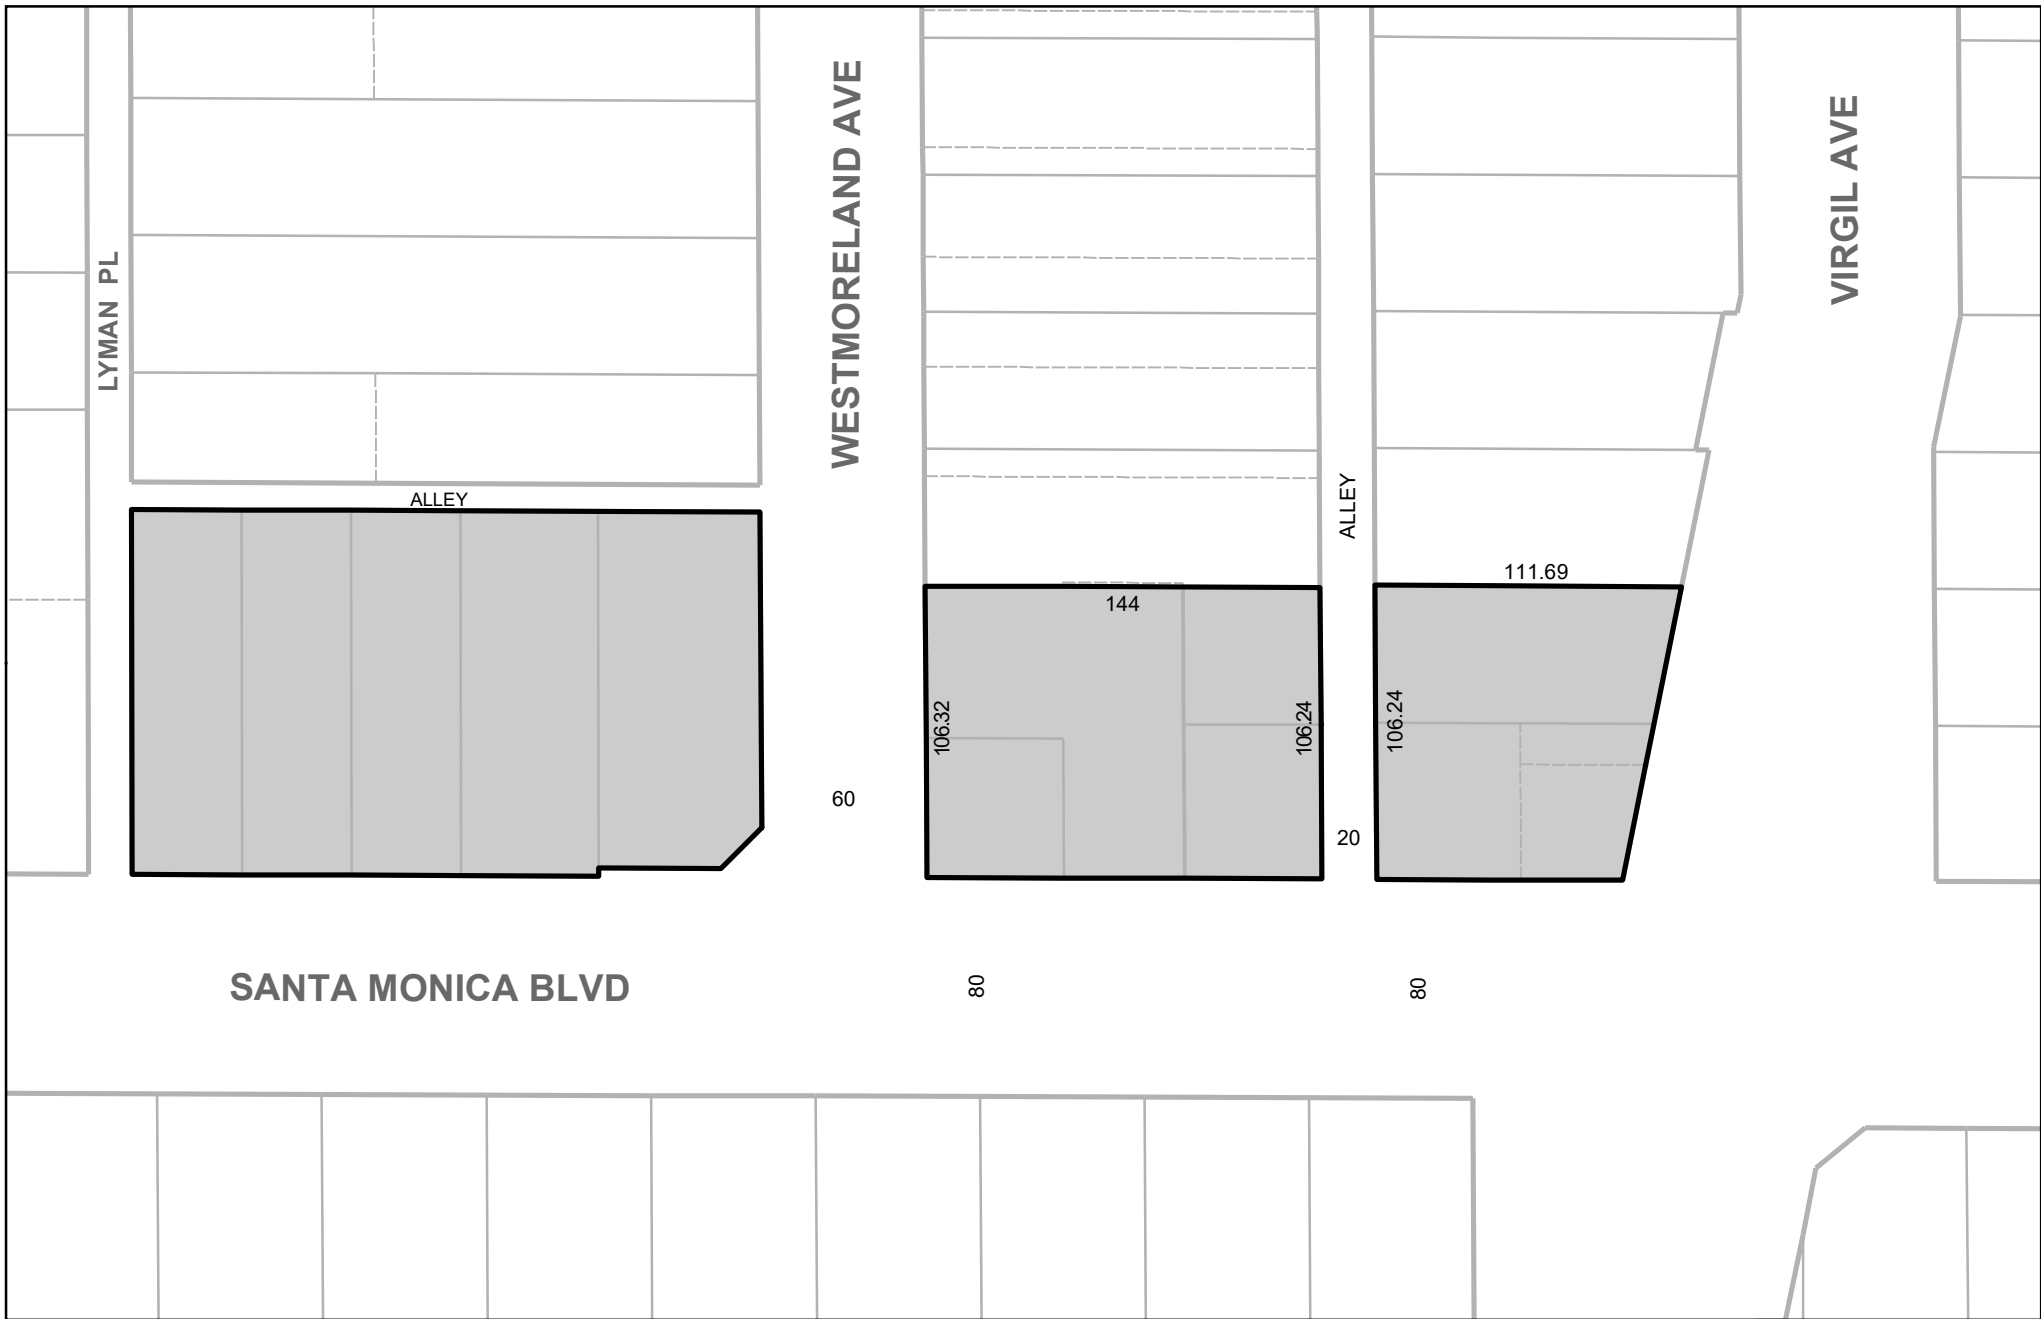 LYMAN PL
WESTMORELAND AVE
VIRGIL AVE
ALLEY
ALLEY
111.69
144
106.32
106.24
106.24
60
20
SANTA MONICA BLVD
80
80